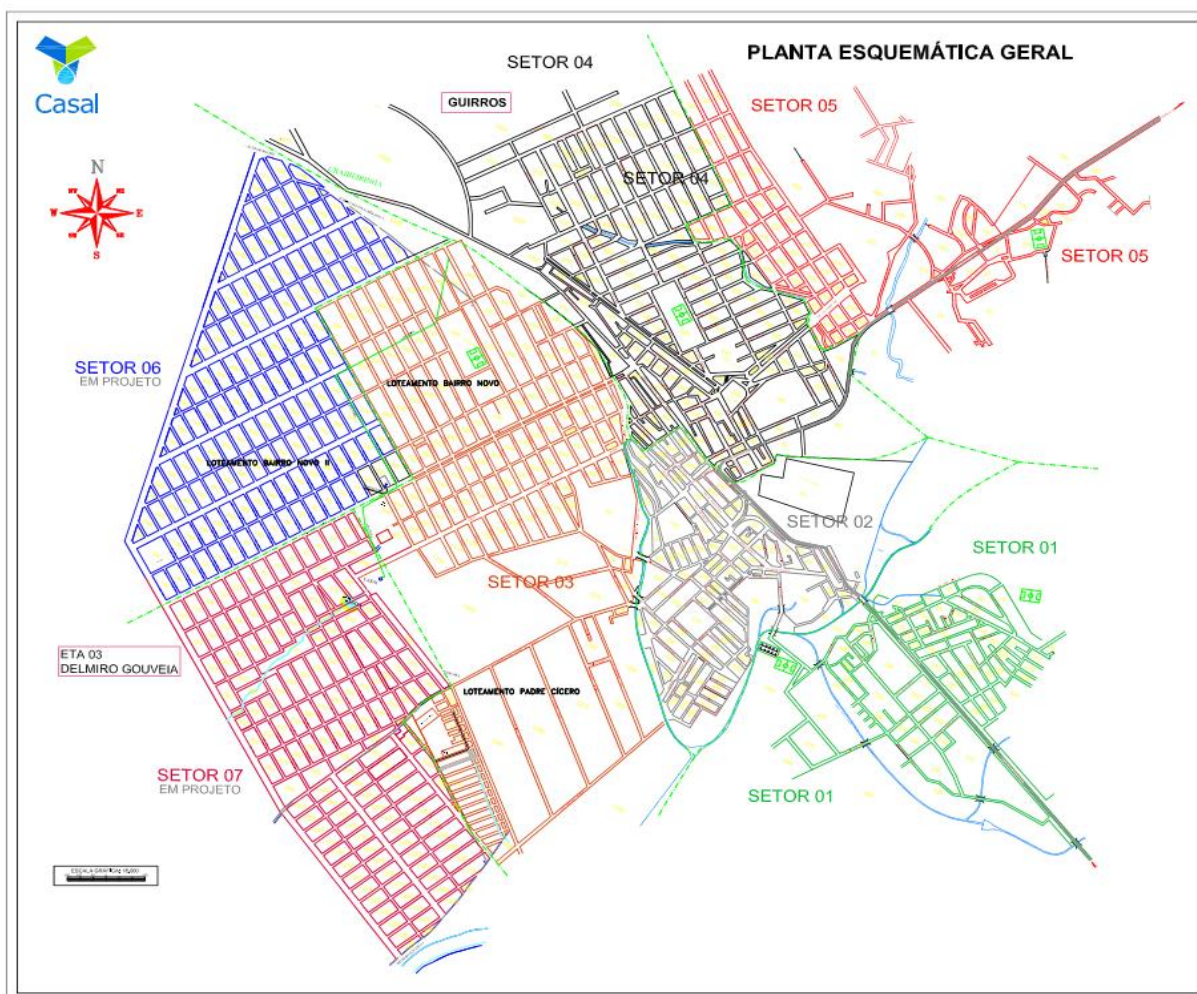 PLANTA ESQUEMÁTICA GERAL
Casal
SETOR 04
GUIRROS
SETOR 05
N
W
E
S
SETOR 04
SETOR 05
SETOR 06
EM PROJETO
LOTEAMENTO BAIRRO NOVO
LOTEAMENTO BAIRRO NOVO II
SETOR 02
SETOR 01
SETOR 03
ETA 03
DELMIRO GOUVEIA
LOTEAMENTO PADRE CÍCERO
SETOR 07
EM PROJETO
SETOR 01